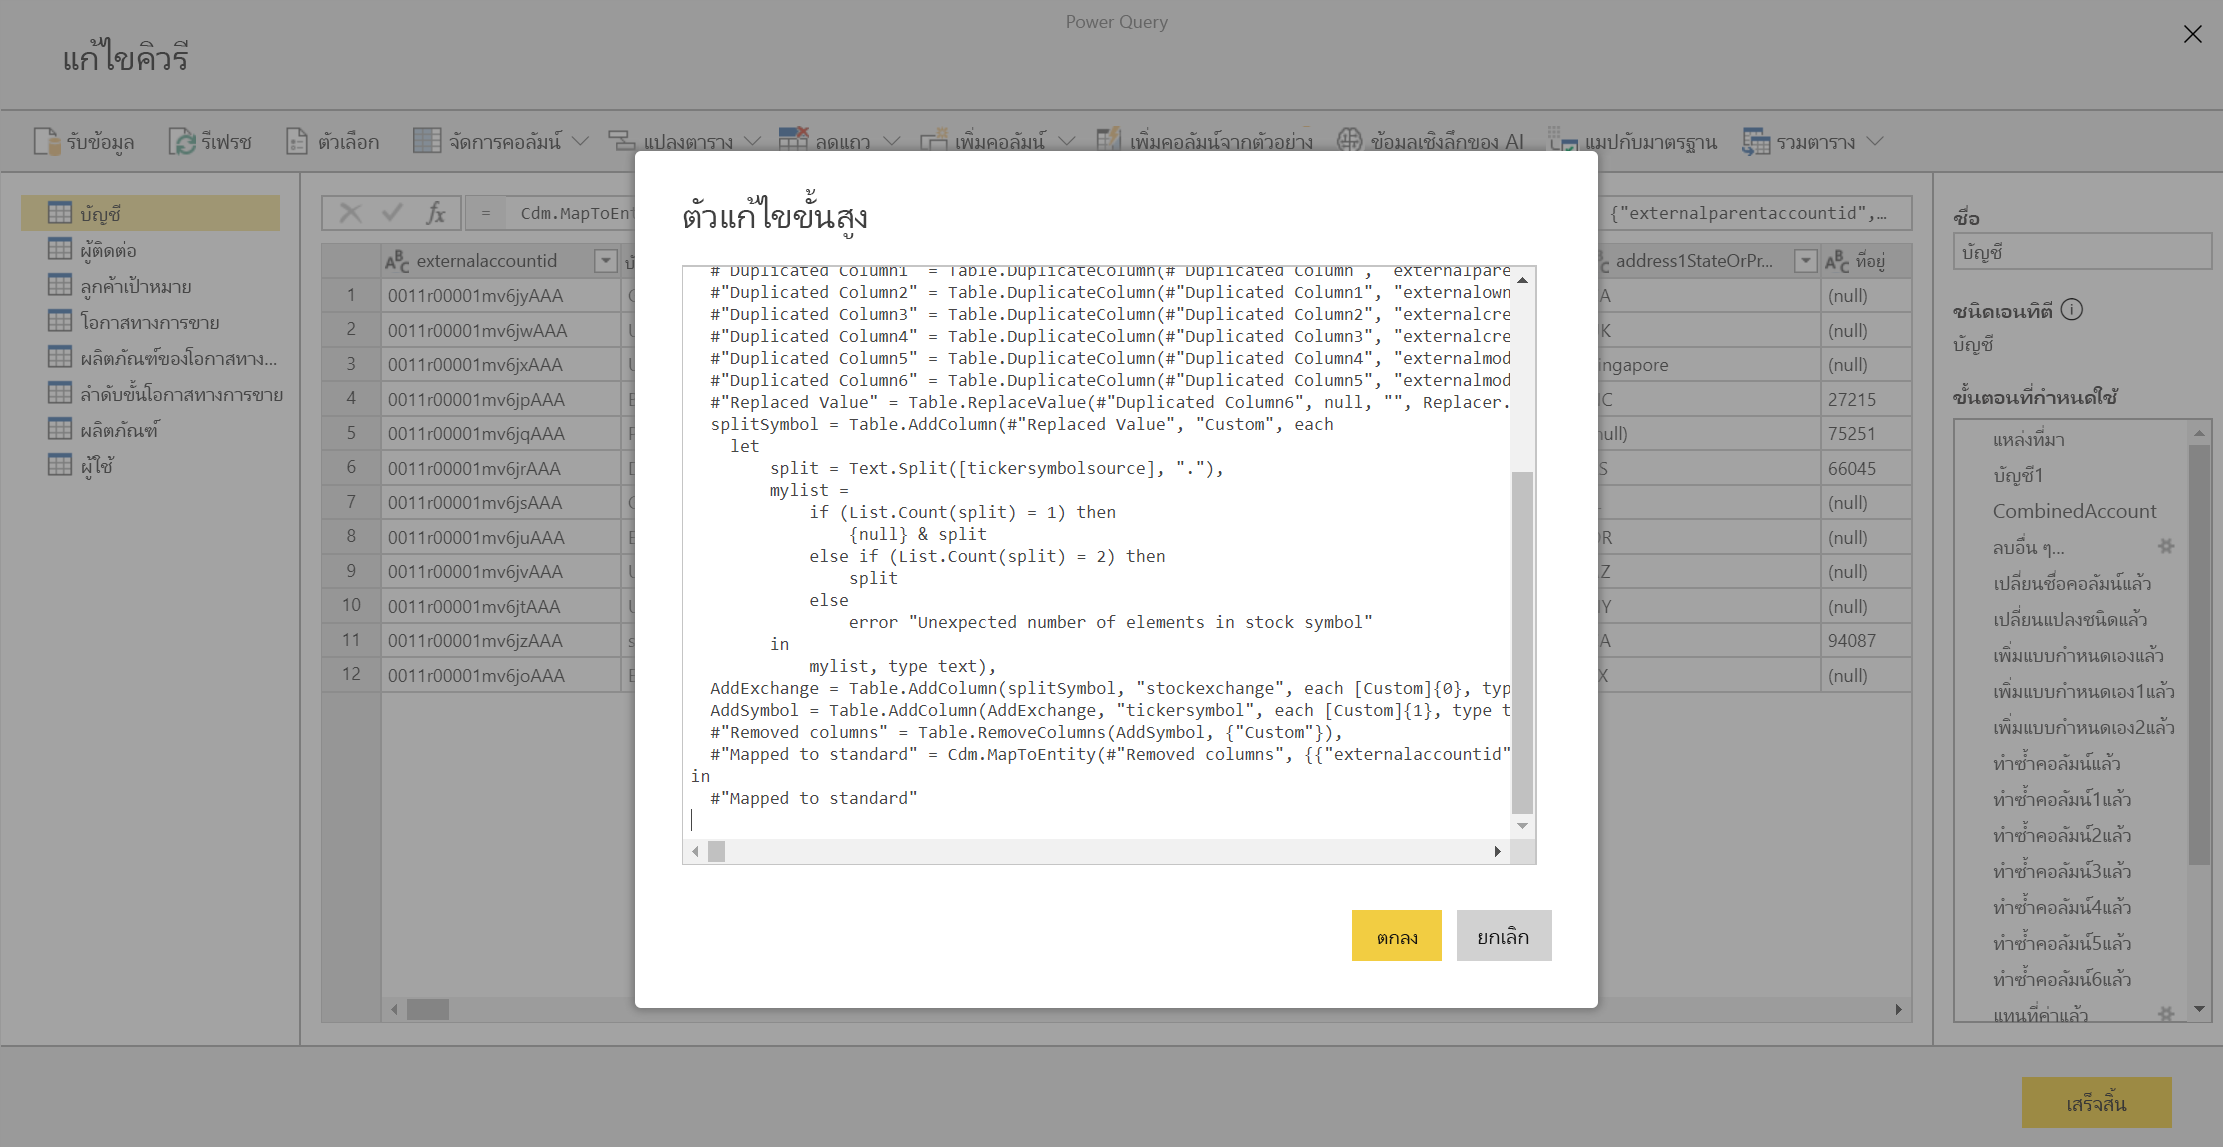 Power Query
แก้ไขคิวรี
รับข้อมูล รีเฟรช ตัวเลือก จัดการคอลัมน์ แปลงตาราง ลดแถว เพิ่มคอลัมน์ เพิ่มคอลัมน์จากตัวอย่าง ข้อมูลเชิงลึกของ AI แมปกับมาตรฐาน รวมตาราง
บัญชี
ผู้ติดต่อ
ลูกค้าเป้าหมาย
โอกาสทางการขาย
ผลิตภัณฑ์ของโอกาสทาง...
ลำดับขั้นโอกาสทางการขาย
ผลิตภัณฑ์
ผู้ใช้
fx = Cdm.MapToEnt {"externalparentaccountid",...
externalaccountid address1StateOrPr... ที่อยู่
1 0011r00001mv6jyAAA A (null)
2 0011r00001mv6jwAAA K (null)
3 0011r00001mv6jxAAA ingapore (null)
4 0011r00001mv6jpAAA C 27215
5 0011r00001mv6jqAAA null) 75251
6 0011r00001mv6jrAAA S 66045
7 0011r00001mv6jsAAA (null)
8 0011r00001mv6juAAA R (null)
9 0011r00001mv6jvAAA Z (null)
10 0011r00001mv6jtAAA Y (null)
11 0011r00001mv6jzAAA A 94087
12 0011r00001mv6joAAA X (null)
ตัวแก้ไขขั้นสูง
#"Duplicated Column1" = Table.DuplicateColumn(#"Duplicated Column", "externalpare
#"Duplicated Column2" = Table.DuplicateColumn(#"Duplicated Column1", "externalown
#"Duplicated Column3" = Table.DuplicateColumn(#"Duplicated Column2", "externalcre
#"Duplicated Column4" = Table.DuplicateColumn(#"Duplicated Column3", "externalcre
#"Duplicated Column5" = Table.DuplicateColumn(#"Duplicated Column4", "externalmod
#"Duplicated Column6" = Table.DuplicateColumn(#"Duplicated Column5", "externalmod
#"Replaced Value" = Table.ReplaceValue(#"Duplicated Column6", null, "", Replacer.
splitSymbol = Table.AddColumn(#"Replaced Value", "Custom", each
let
split = Text.Split([tickersymbolsource], "."),
mylist =
if (List.Count(split) = 1) then
{null} & split
else if (List.Count(split) = 2) then
split
else
error "Unexpected number of elements in stock symbol"
in
mylist, type text),
AddExchange = Table.AddColumn(splitSymbol, "stockexchange", each [Custom]{0}, typ
AddSymbol = Table.AddColumn(AddExchange, "tickersymbol", each [Custom]{1}, type t
#"Removed columns" = Table.RemoveColumns(AddSymbol, {"Custom"}),
#"Mapped to standard" = Cdm.MapToEntity(#"Removed columns", {{"externalaccountid"
in
#"Mapped to standard"
ตกลง ยกเลิก
ชื่อ
บัญชี
ชนิดเอนทิตี
บัญชี
ขั้นตอนที่กำหนดใช้
แหล่งที่มา
บัญชี1
CombinedAccount
ลบอื่น ๆ...
เปลี่ยนชื่อคอลัมน์แล้ว
เปลี่ยนแปลงชนิดแล้ว
เพิ่มแบบกำหนดเองแล้ว
เพิ่มแบบกำหนดเอง1แล้ว
เพิ่มแบบกำหนดเอง2แล้ว
ทำซ้ำคอลัมน์แล้ว
ทำซ้ำคอลัมน์1แล้ว
ทำซ้ำคอลัมน์2แล้ว
ทำซ้ำคอลัมน์3แล้ว
ทำซ้ำคอลัมน์4แล้ว
ทำซ้ำคอลัมน์5แล้ว
ทำซ้ำคอลัมน์6แล้ว
แทนที่ค่าแล้ว
เสร็จสิ้น